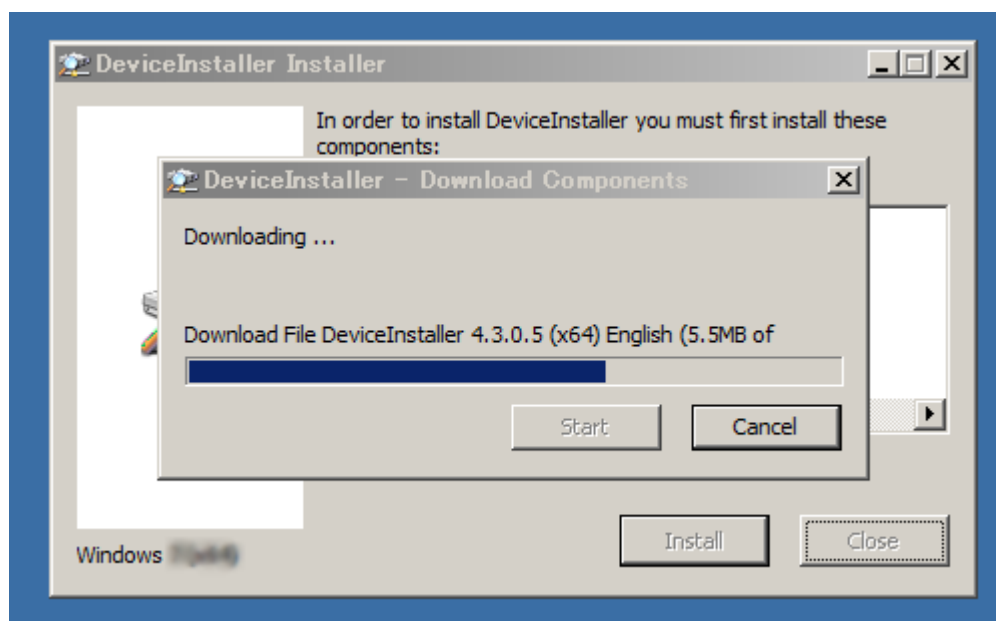 DeviceInstaller Installer
In order to install DeviceInstaller you must first install these
components:
DeviceInstaller - Download Components
Downloading ...
Download File DeviceInstaller 4.3.0.5 (x64) English (5.5MB of
Start
Cancel
Install
Close
Windows